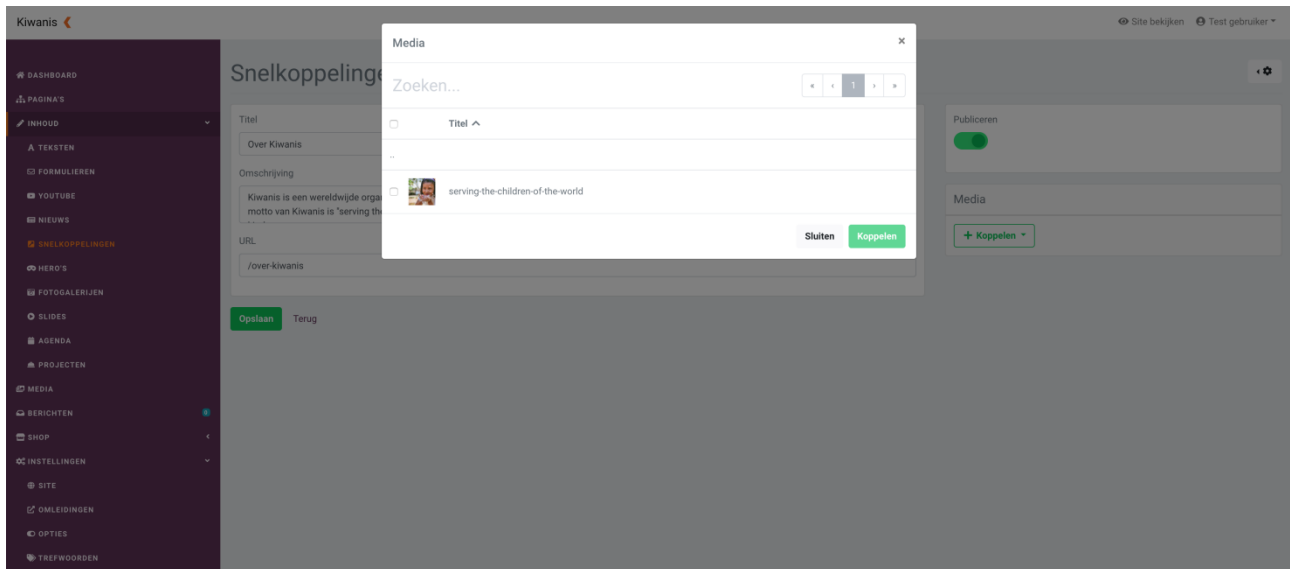 Kiwanis
Site bekijken
Test gebruiker
DASHBOARD
PAGINA'S
INHOUD
TEKSTEN
FORMULIEREN
YOUTUBE
NIEUWS
SNELKOPPELINGEN
HERO'S
FOTOGALERIJEN
SLIDES
AGENDA
PROJECTEN
MEDIA
BERICHTEN
SHOP
INSTELLINGEN
SITE
OMLEIDINGEN
OPTIES
TREFWOORDEN
Snelkoppelinge
Titel
Over Kiwanis
Omschrijving
Kiwanis is een wereldwijde orga
motto van Kiwanis is "serving the
URL
/over-kiwanis
Opslaan
Terug
Media
×
Zoeken...
« ‹ 1 › »
Titel
..
serving-the-children-of-the-world
Sluiten
Koppelen
Publiceren
Media
+ Koppelen